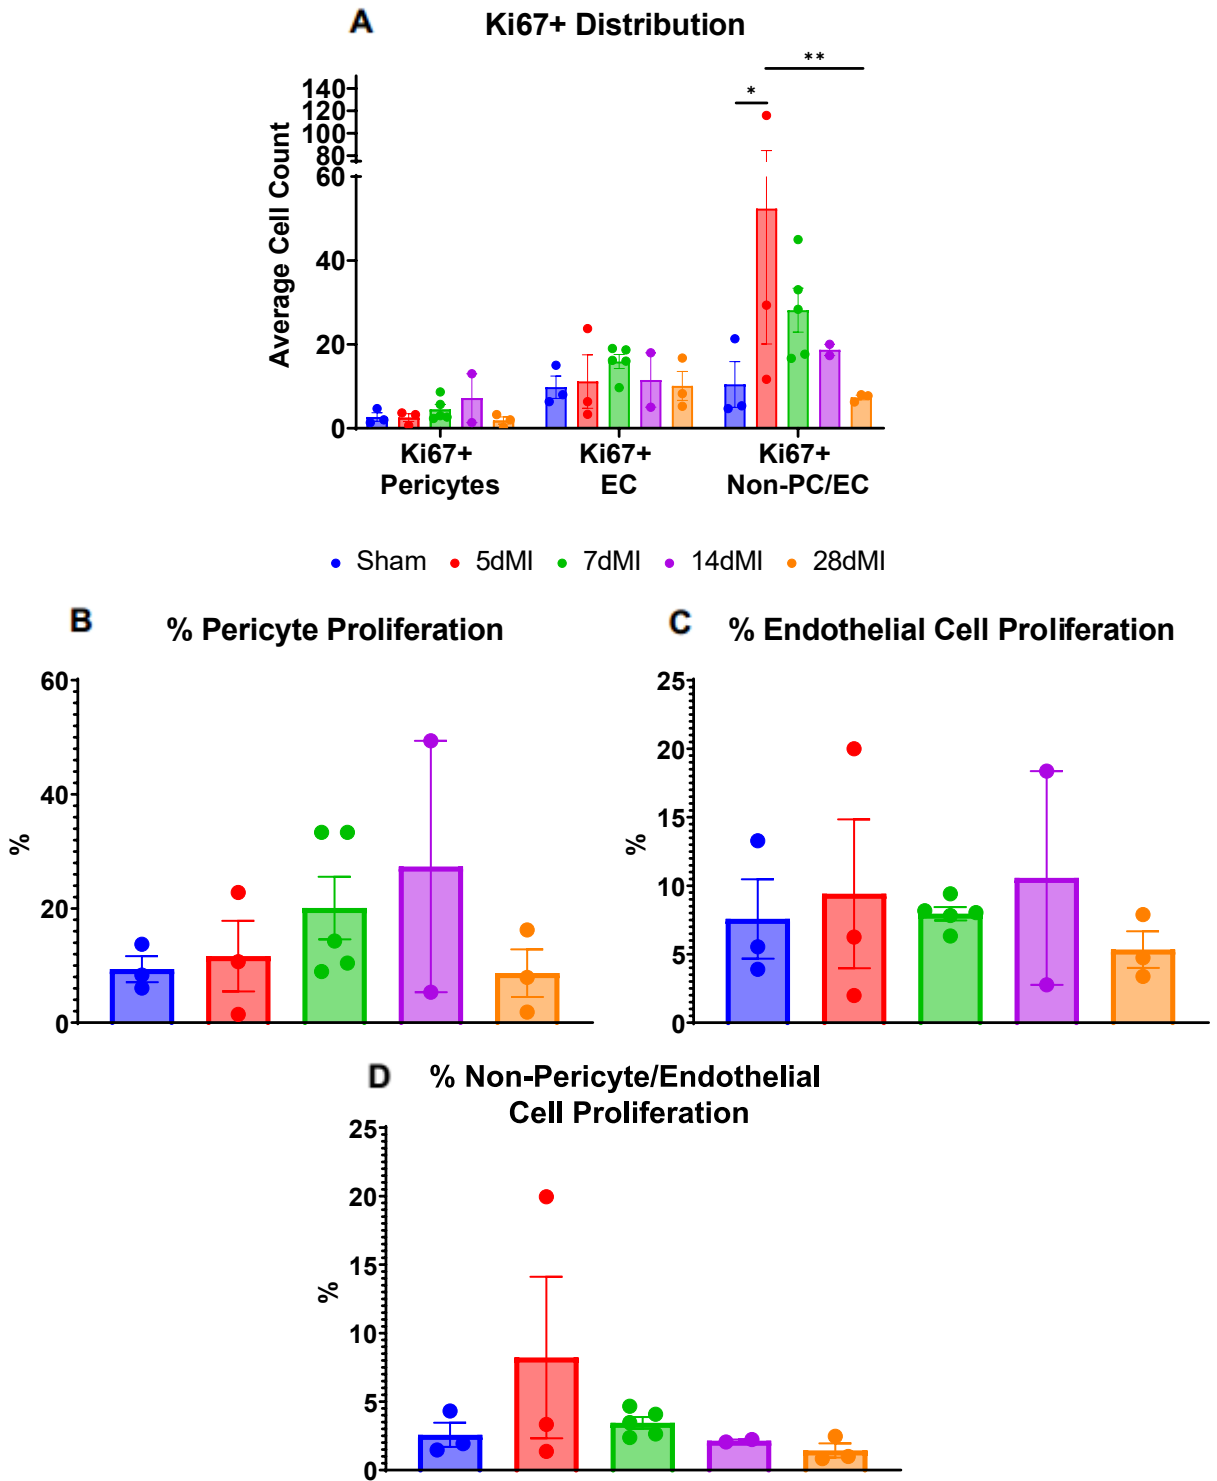 A Ki67+ Distribution
**
*
Average Cell Count
140
120
100
80
60
40
20
0
Ki67+ Pericytes
Ki67+ EC
Ki67+ Non-PC/EC
Sham 5dMI 7dMI 14dMI 28dMI
B % Pericyte Proliferation
%
60
40
20
0
C % Endothelial Cell Proliferation
%
25
20
15
10
5
0
D % Non-Pericyte/Endothelial
Cell Proliferation
%
25
20
15
10
5
0